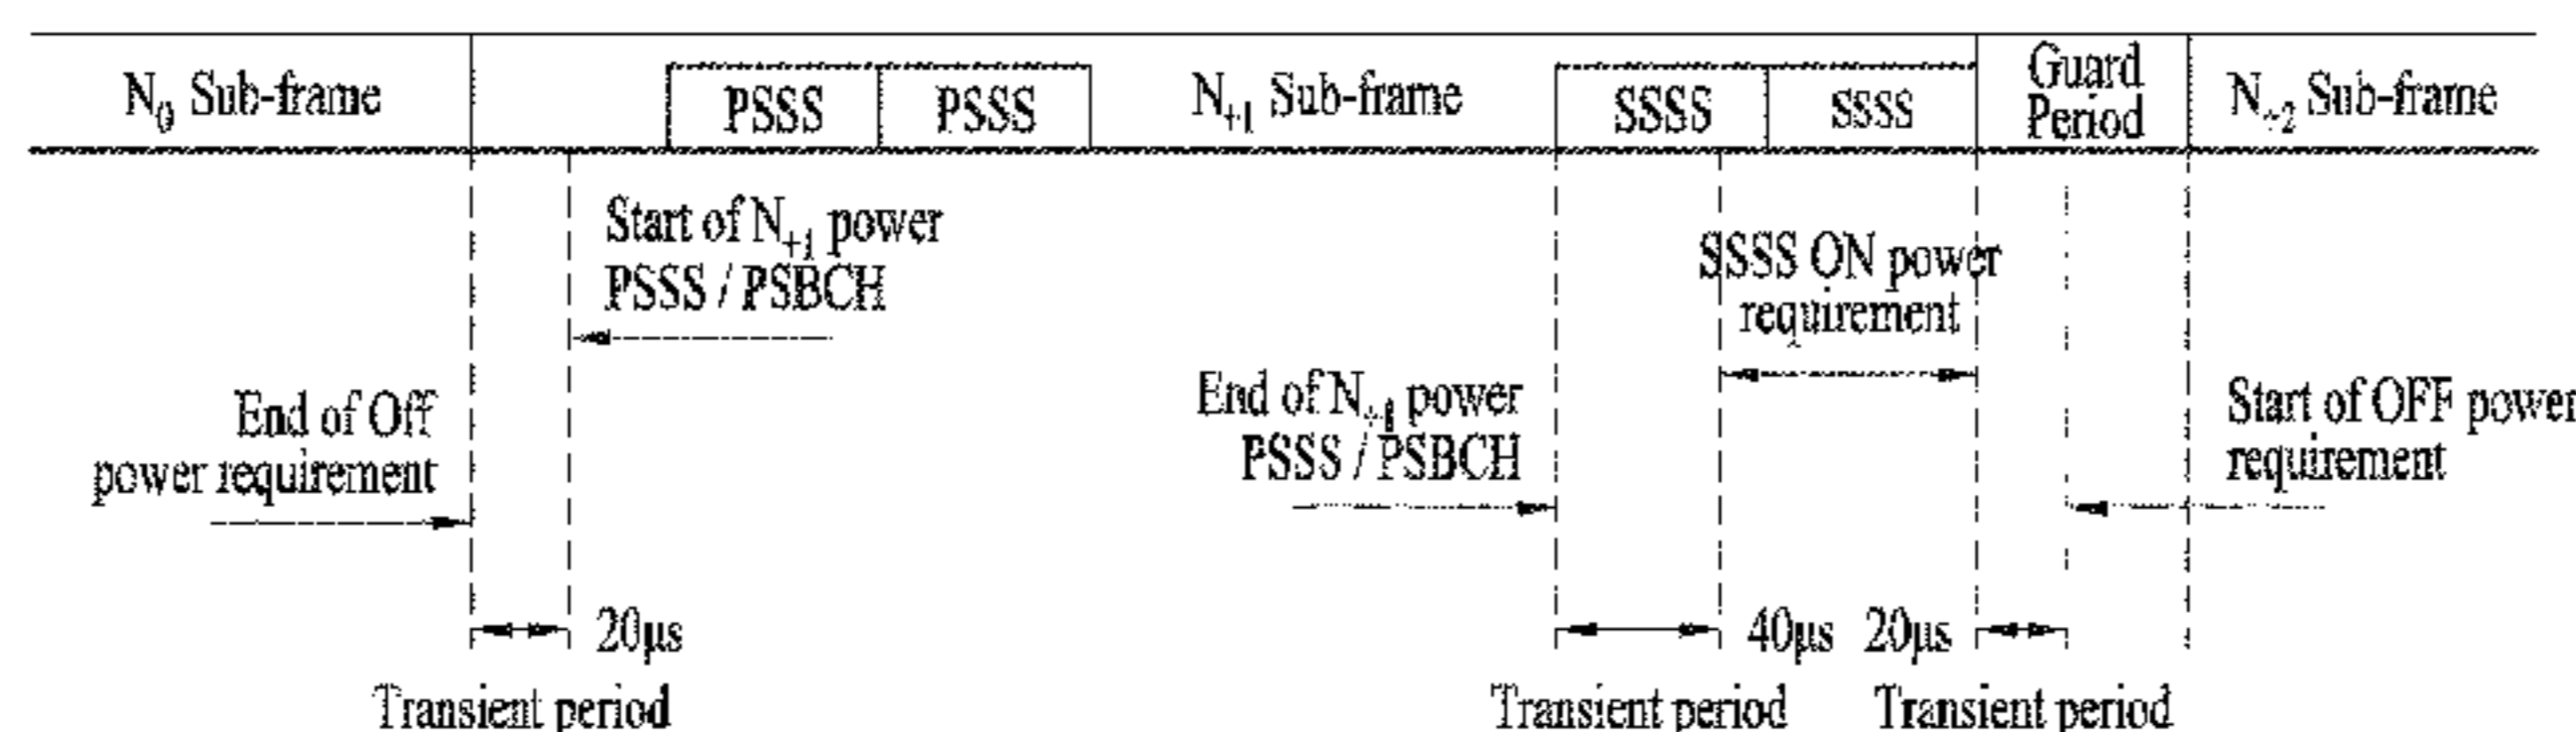 N0 Sub-frame
PSSS
PSSS
N+1 Sub-frame
SSSS
SSSS
Guard
Period
N+2 Sub-frame
Start of N+1 power
PSSS / PSBCH
SSSS ON power
requirement
End of Off
power requirement
End of N+1 power
PSSS / PSBCH
Start of OFF power
requirement
20μs
40μs
20μs
Transient period
Transient period
Transient period